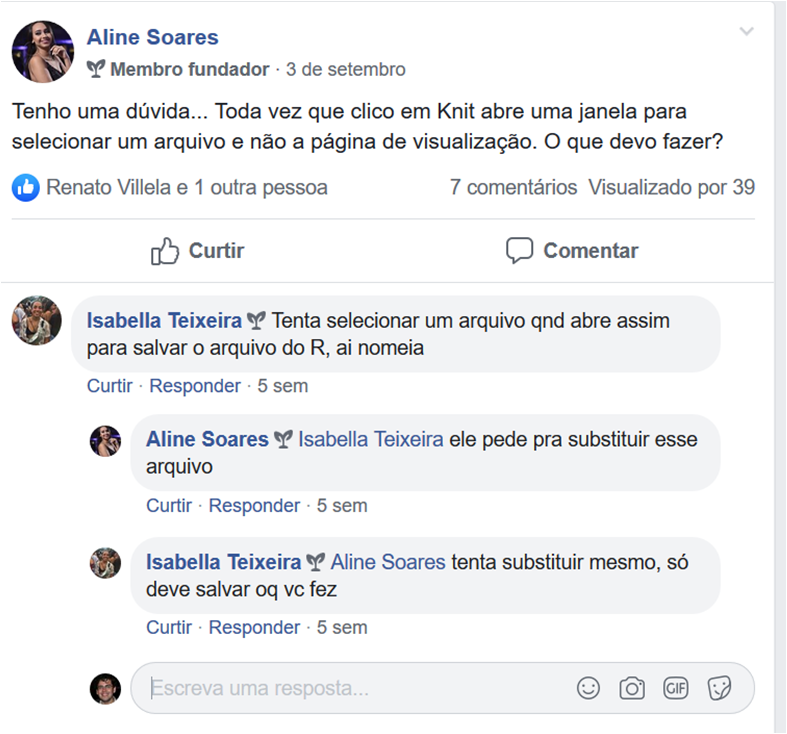 Aline Soares
Membro fundador · 3 de setembro
Tenho uma dúvida... Toda vez que clico em Knit abre uma janela para
selecionar um arquivo e não a página de visualização. O que devo fazer?
Renato Villela e 1 outra pessoa 7 comentários Visualizado por 39
Curtir Comentar
Isabella Teixeira Tenta selecionar um arquivo qnd abre assim
para salvar o arquivo do R, ai nomeia
Curtir · Responder · 5 sem
Aline Soares Isabella Teixeira ele pede pra substituir esse
arquivo
Curtir · Responder · 5 sem
Isabella Teixeira Aline Soares tenta substituir mesmo, só
deve salvar oq vc fez
Curtir · Responder · 5 sem
Escreva uma resposta... GIF